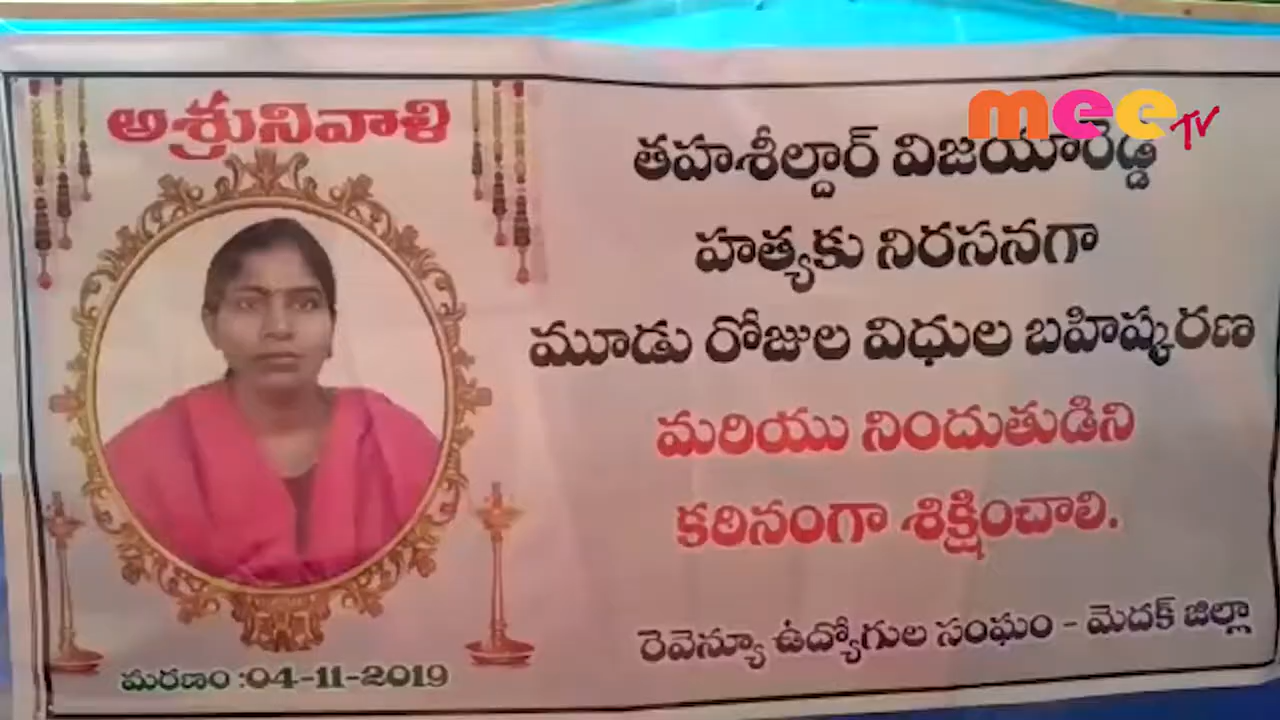 అశ్రునివాళి
మరణం :04-11-2019
mee TV
తహశీల్దార్ విజయారెడ్డి
హత్యకు నిరసనగా
మూడు రోజుల విధుల బహిష్కరణ
మరియు నిందుతుడిని
కఠినంగా శిక్షించాలి.
రెవెన్యూ ఉద్యోగుల సంఘం - మెదక్ జిల్లా